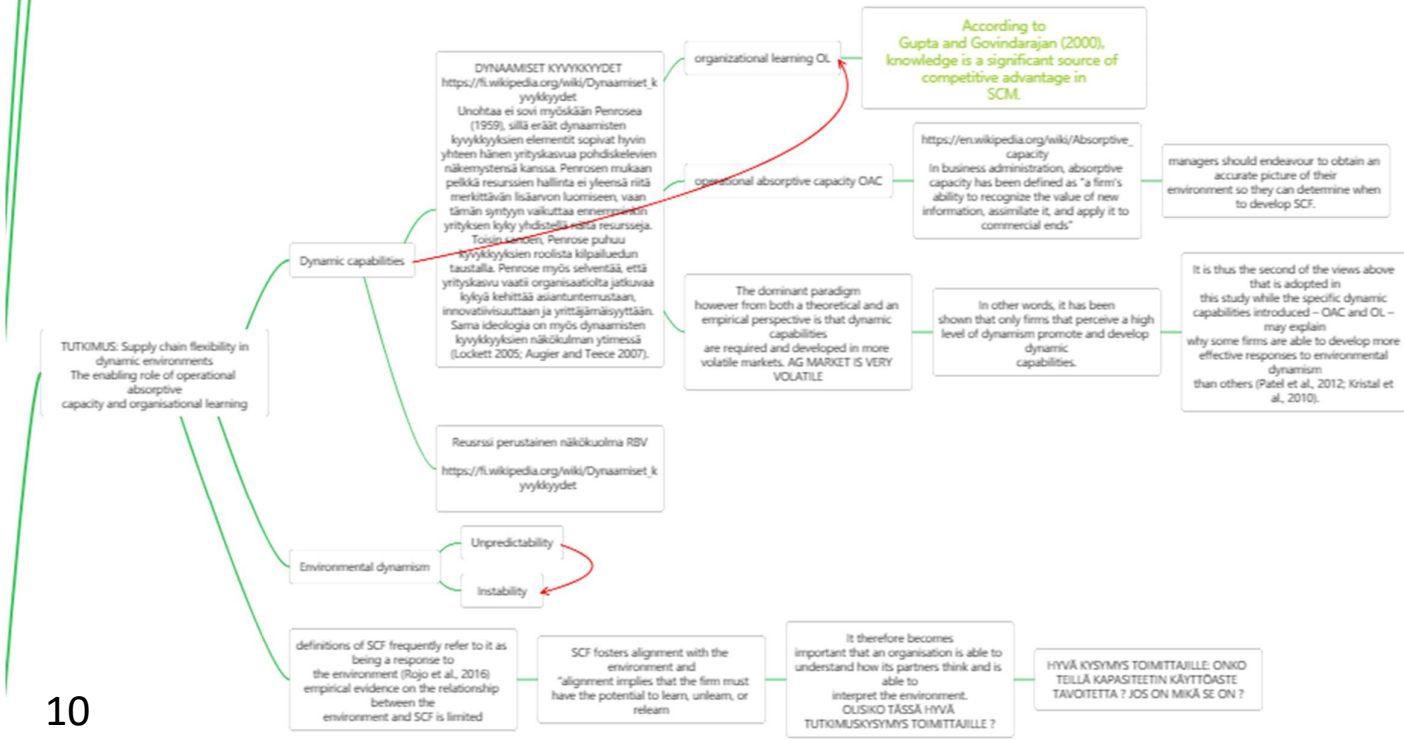 TUTKIMUS: Supply chain flexibility in
dynamic environments
The enabling role of operational
absorptive
capacity and organisational learning
Dynamic capabilities
DYNAAMISET KYVYKKYYDET
https://fi.wikipedia.org/wiki/Dynaamiset_k
yvykkyydet
Unohtaa ei sovi myöskään Penrosea
(1959), sillä eräät dynaamisten
kyvykkyyksien elementit sopivat hyvin
yhteen hänen yrityskasvua pohdiskelevien
näkemystensä kanssa. Penrosen mukaan
pelkkä resurssien hallinta ei yleensä riitä
merkittävän lisäarvon luomiseen, vaan
tämän syntyyn vaikuttaa ennemminkin
yrityksen kyky yhdistellä näitä resursseja.
Toisin sanoen, Penrose puhuu
kyvykkyyksien roolista kilpailuedun
taustalla. Penrose myös selventää, että
yrityskasvu vaatii organisaatiolta jatkuvaa
kykyä kehittää asiantuntemustaan,
innovatiivisuuttaan ja yrittäjämäisyyttään.
Sama ideologia on myös dynaamisten
kyvykkyyksien näkökulman ytimessä
(Lockett 2005; Augier and Teece 2007).
organizational learning OL
According to
Gupta and Govindarajan (2000),
knowledge is a significant source of
competitive advantage in
SCM.
operational absorptive capacity OAC
https://en.wikipedia.org/wiki/Absorptive_
capacity
In business administration, absorptive
capacity has been defined as "a firm's
ability to recognize the value of new
information, assimilate it, and apply it to
commercial ends"
managers should endeavour to obtain an
accurate picture of their
environment so they can determine when
to develop SCF.
The dominant paradigm
however from both a theoretical and an
empirical perspective is that dynamic
capabilities
are required and developed in more
volatile markets. AG MARKET IS VERY
VOLATILE
In other words, it has been
shown that only firms that perceive a high
level of dynamism promote and develop
dynamic
capabilities.
It is thus the second of the views above
that is adopted in
this study while the specific dynamic
capabilities introduced – OAC and OL –
may explain
why some firms are able to develop more
effective responses to environmental
dynamism
than others (Patel et al., 2012; Kristal et
al., 2010).
Reusrssi perustainen näkökuolma RBV
https://fi.wikipedia.org/wiki/Dynaamiset_k
yvykkyydet
Environmental dynamism
Unpredictability
Instability
definitions of SCF frequently refer to it as
being a response to
the environment (Rojo et al., 2016)
empirical evidence on the relationship
between the
environment and SCF is limited
SCF fosters alignment with the
environment and
"alignment implies that the firm must
have the potential to learn, unlearn, or
relearn
It therefore becomes
important that an organisation is able to
understand how its partners think and is
able to
interpret the environment.
OLISIKO TÄSSÄ HYVÄ
TUTKIMUSKYSYMYS TOIMITTAJILLE ?
HYVÄ KYSYMYS TOIMITTAJILLE: ONKO
TEILLÄ KAPASITEETIN KÄYTTÖASTE
TAVOITETTA ? JOS ON MIKÄ SE ON ?
10